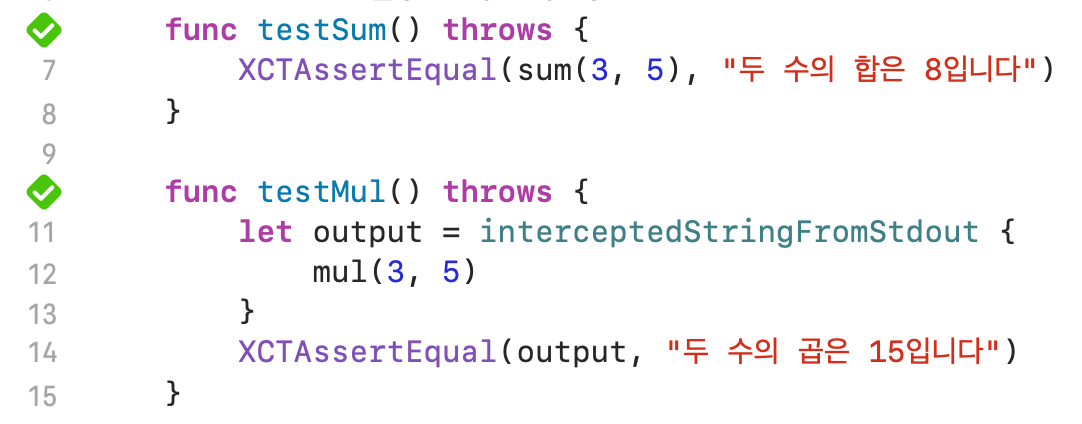 func testSum() throws {
7 XCTAssertEqual(sum(3, 5), "두 수의 합은 8입니다")
8 }
9
func testMul() throws {
11 let output = interceptedStringFromStdout {
12 mul(3, 5)
13 }
14 XCTAssertEqual(output, "두 수의 곱은 15입니다")
15 }